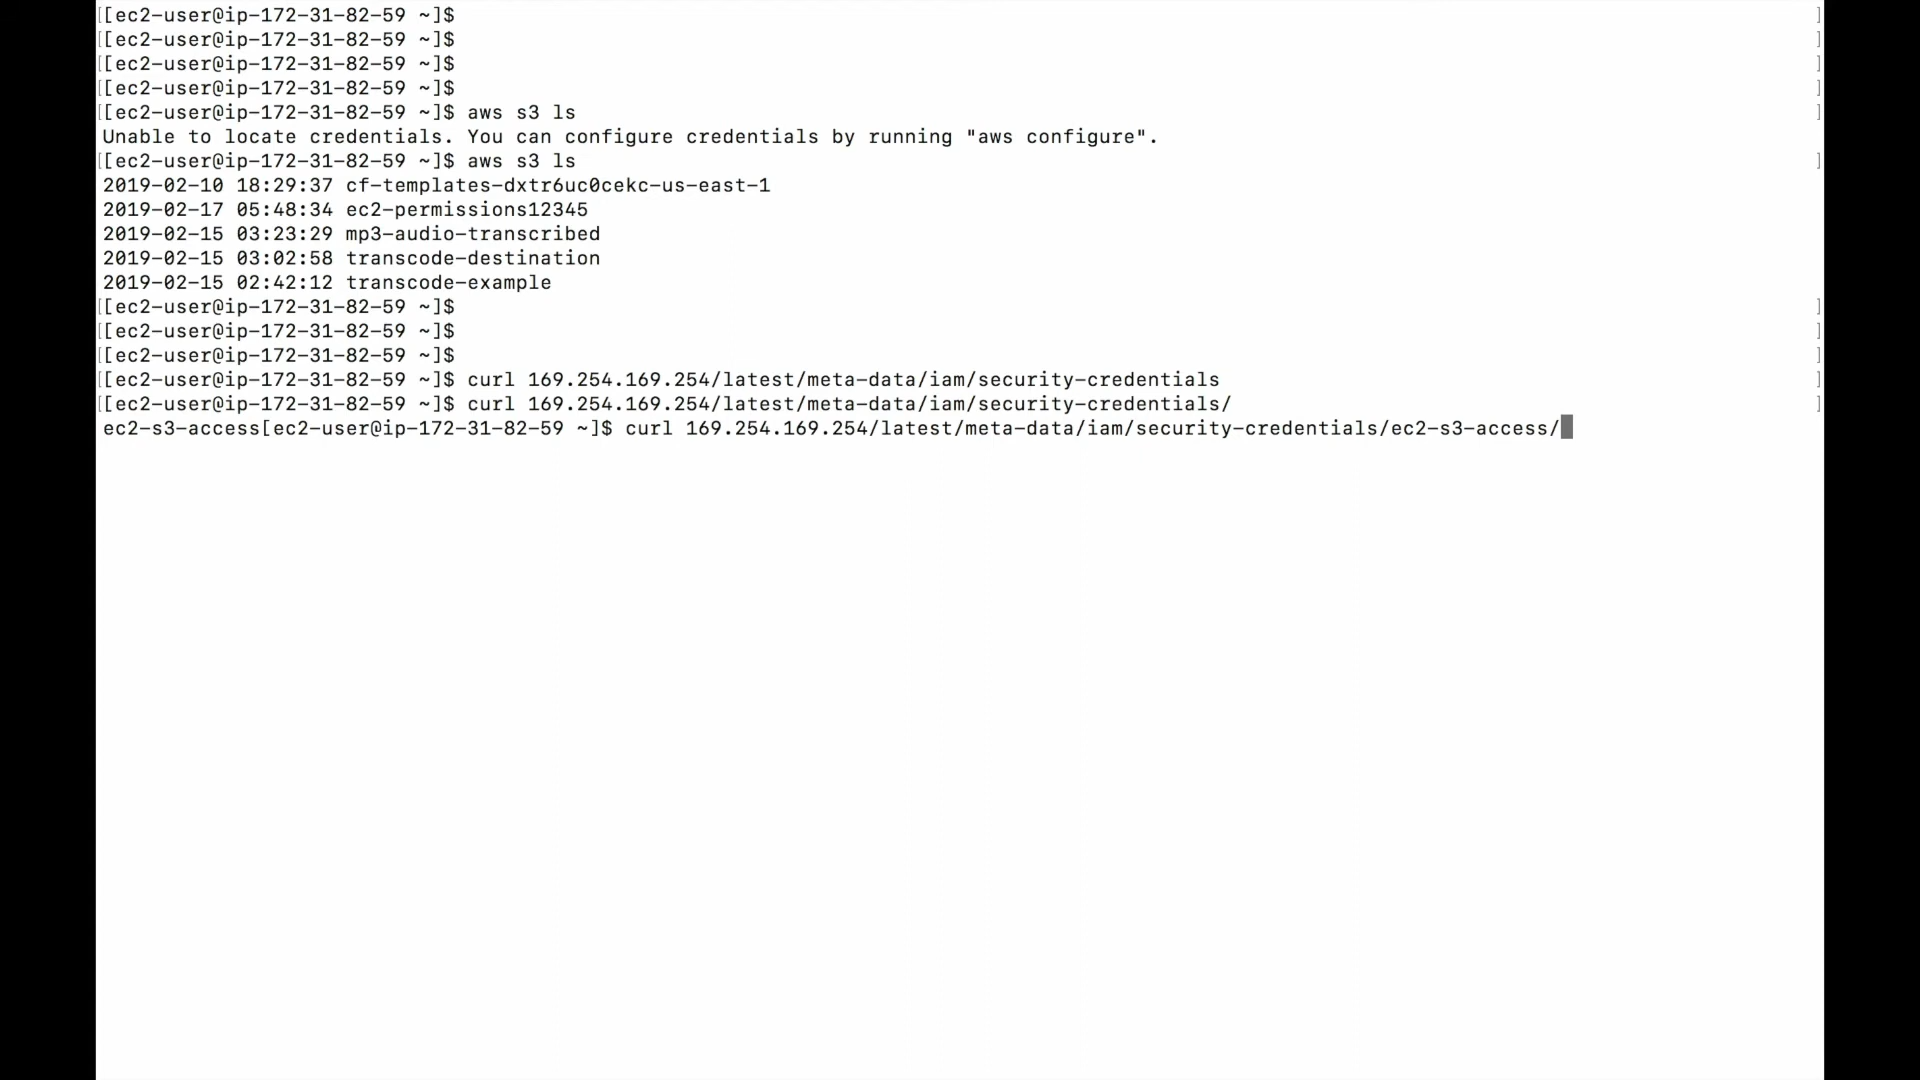 [[ec2-user@ip-172-31-82-59 ~]$ ]
[[ec2-user@ip-172-31-82-59 ~]$ ]
[[ec2-user@ip-172-31-82-59 ~]$ ]
[[ec2-user@ip-172-31-82-59 ~]$ ]
[[ec2-user@ip-172-31-82-59 ~]$ aws s3 ls ]
Unable to locate credentials. You can configure credentials by running "aws configure".
[[ec2-user@ip-172-31-82-59 ~]$ aws s3 ls ]
2019-02-10 18:29:37 cf-templates-dxtr6uc0cekc-us-east-1
2019-02-17 05:48:34 ec2-permissions12345
2019-02-15 03:23:29 mp3-audio-transcribed
2019-02-15 03:02:58 transcode-destination
2019-02-15 02:42:12 transcode-example
[[ec2-user@ip-172-31-82-59 ~]$ ]
[[ec2-user@ip-172-31-82-59 ~]$ ]
[[ec2-user@ip-172-31-82-59 ~]$ ]
[[ec2-user@ip-172-31-82-59 ~]$ curl 169.254.169.254/latest/meta-data/iam/security-credentials ]
[[ec2-user@ip-172-31-82-59 ~]$ curl 169.254.169.254/latest/meta-data/iam/security-credentials/ ]
ec2-s3-access[ec2-user@ip-172-31-82-59 ~]$ curl 169.254.169.254/latest/meta-data/iam/security-credentials/ec2-s3-access/